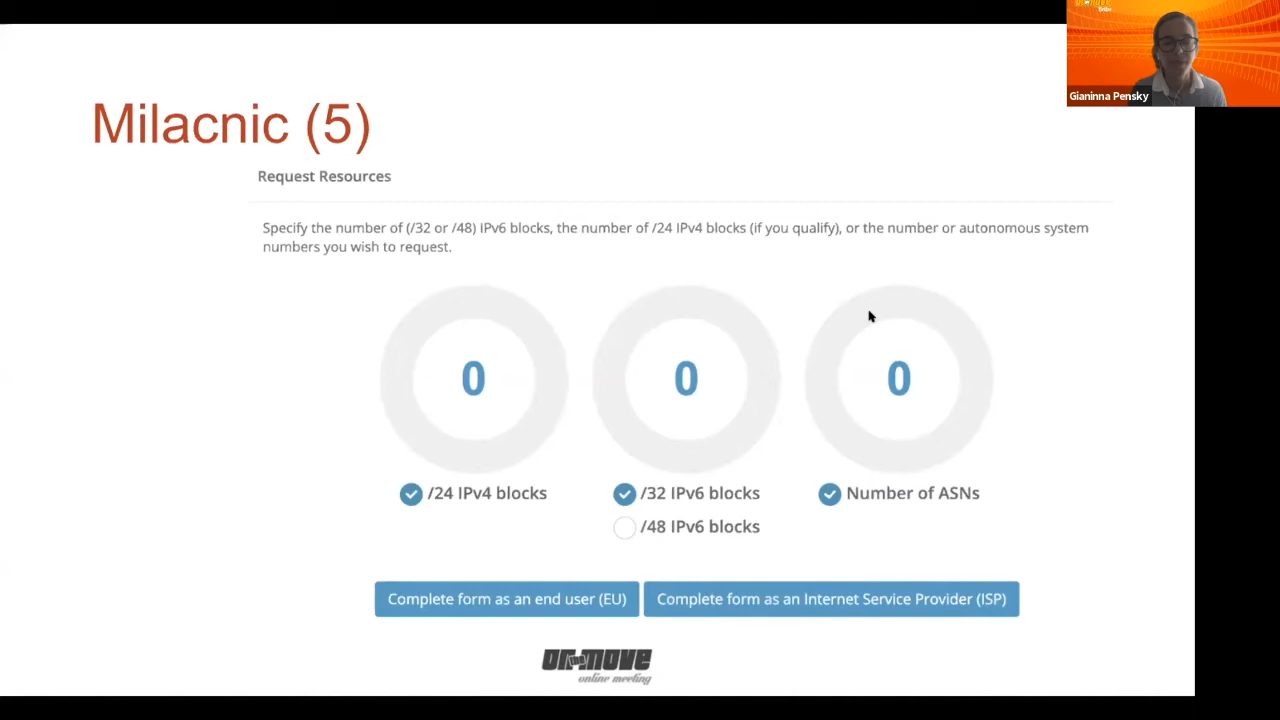 Gianinna Pensky
Milacnic (5)
Request Resources
Specify the number of (/32 or /48) IPv6 blocks, the number of /24 IPv4 blocks (if you qualify), or the number or autonomous system
numbers you wish to request.
0 0 0
/24 IPv4 blocks /32 IPv6 blocks Number of ASNs
/48 IPv6 blocks
Complete form as an end user (EU) Complete form as an Internet Service Provider (ISP)
on-move
online meeting